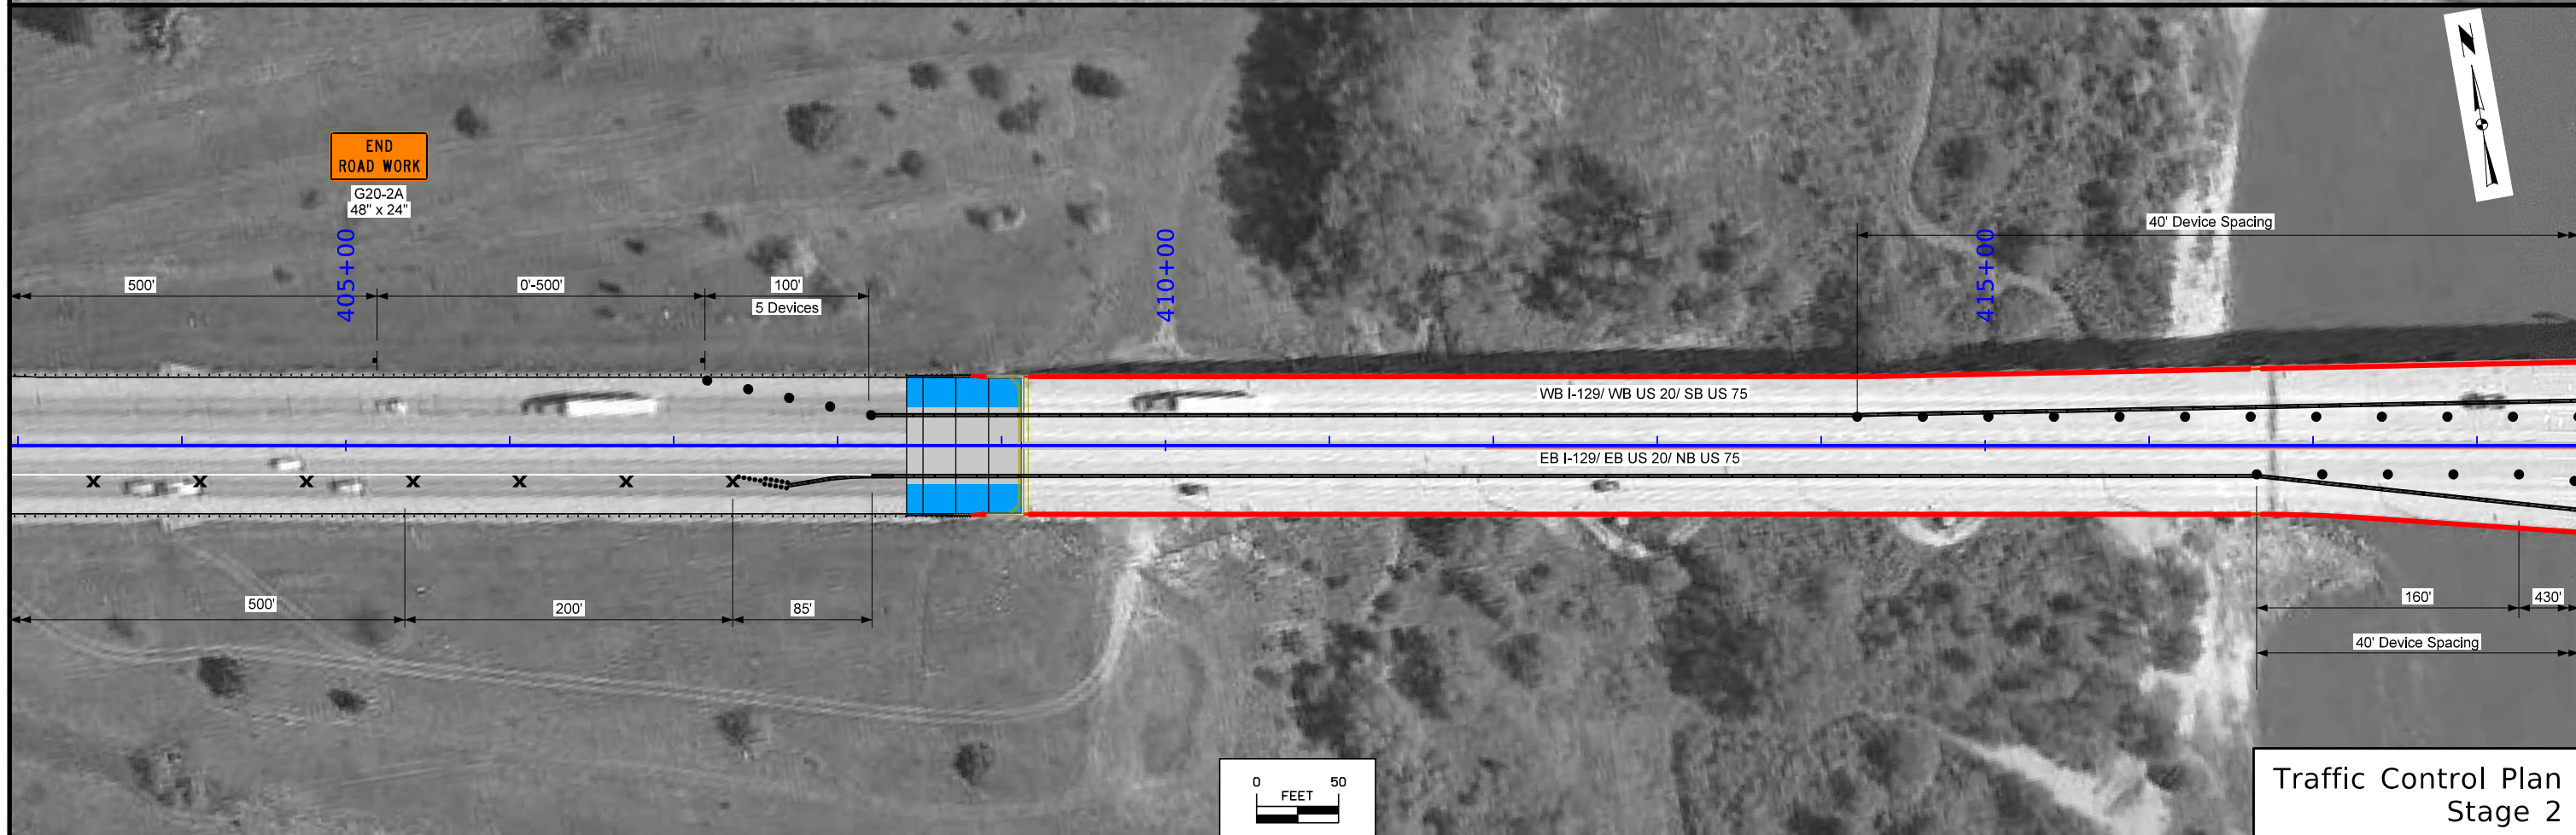 END
ROAD WORK
G20-2A
48" x 24"
N
40' Device Spacing
405+00
410+00
415+00
500'
0'-500'
100'
5 Devices
WB I-129/ WB US 20/ SB US 75
EB I-129/ EB US 20/ NB US 75
X X X X X X X
500'
200'
85'
160'
430'
40' Device Spacing
0 50
FEET
Traffic Control Plan
Stage 2